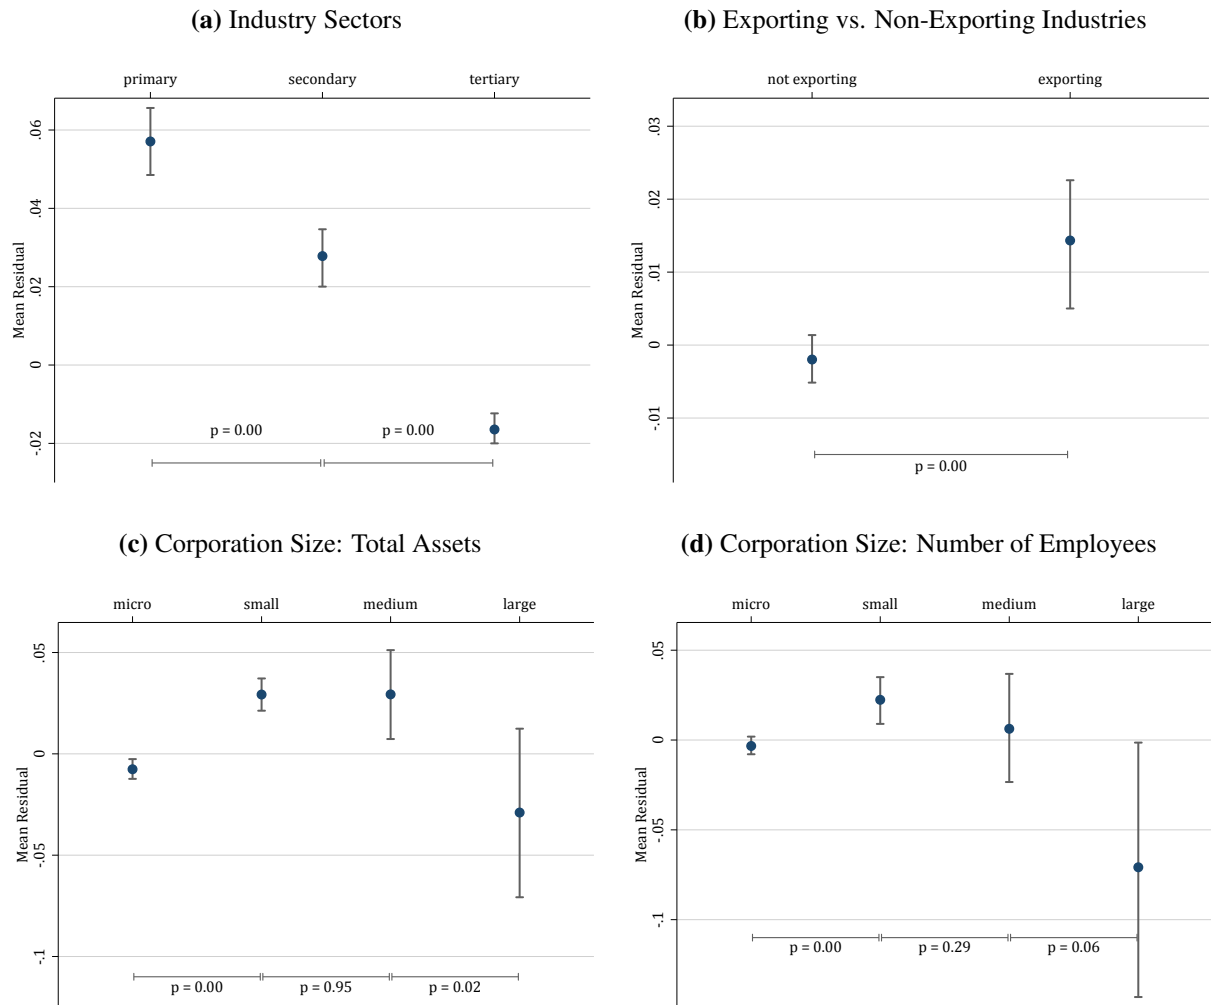 (a) Industry Sectors
primary secondary tertiary
Mean Residual
.06
.04
.02
0
-.02
p = 0.00 p = 0.00
(b) Exporting vs. Non-Exporting Industries
not exporting exporting
Mean Residual
.03
.02
.01
0
-.01
p = 0.00
(c) Corporation Size: Total Assets
micro small medium large
Mean Residual
.05
0
-.05
-.1
p = 0.00 p = 0.95 p = 0.02
(d) Corporation Size: Number of Employees
micro small medium large
Mean Residual
.05
0
-.05
-.1
p = 0.00 p = 0.29 p = 0.06